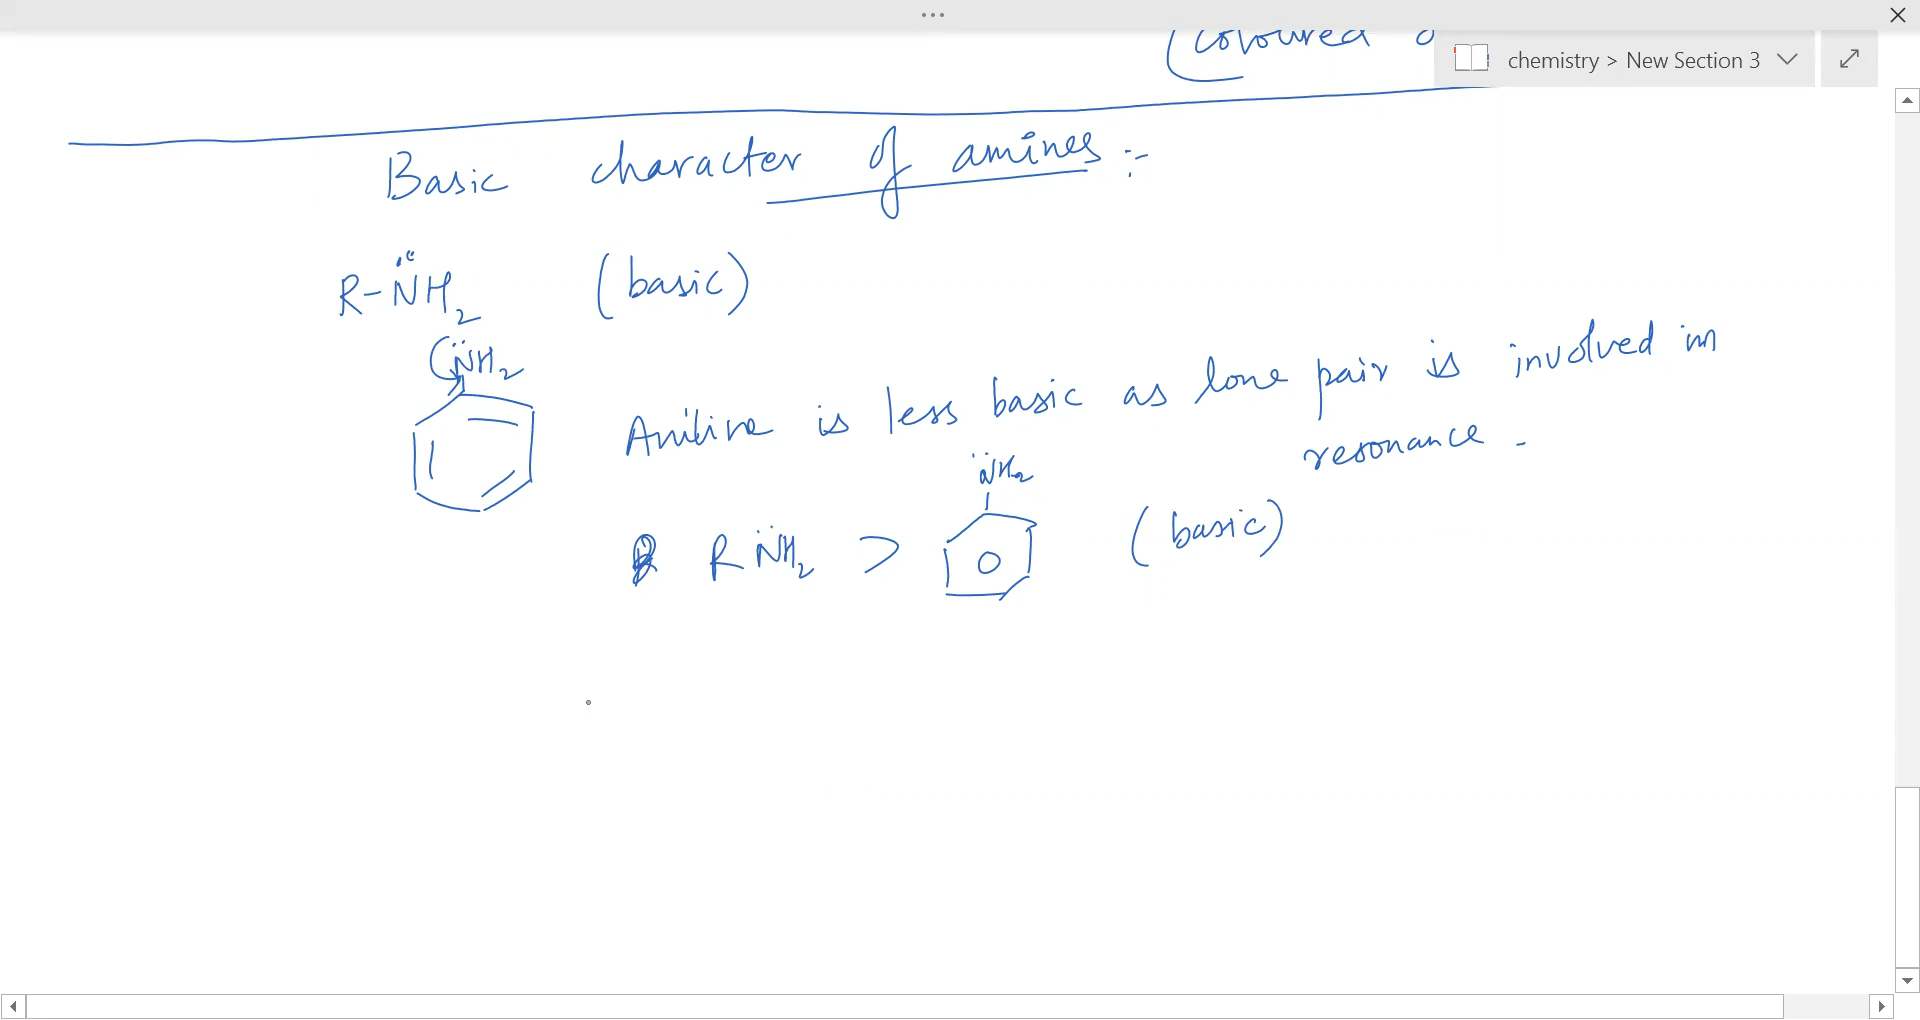 (coloured
chemistry > New Section 3
Basic character of amines :-
R-NH2 (basic)
NH2
Aniline is less basic as lone pair is involved in
resonance.
NH2
R NH2 > (basic)